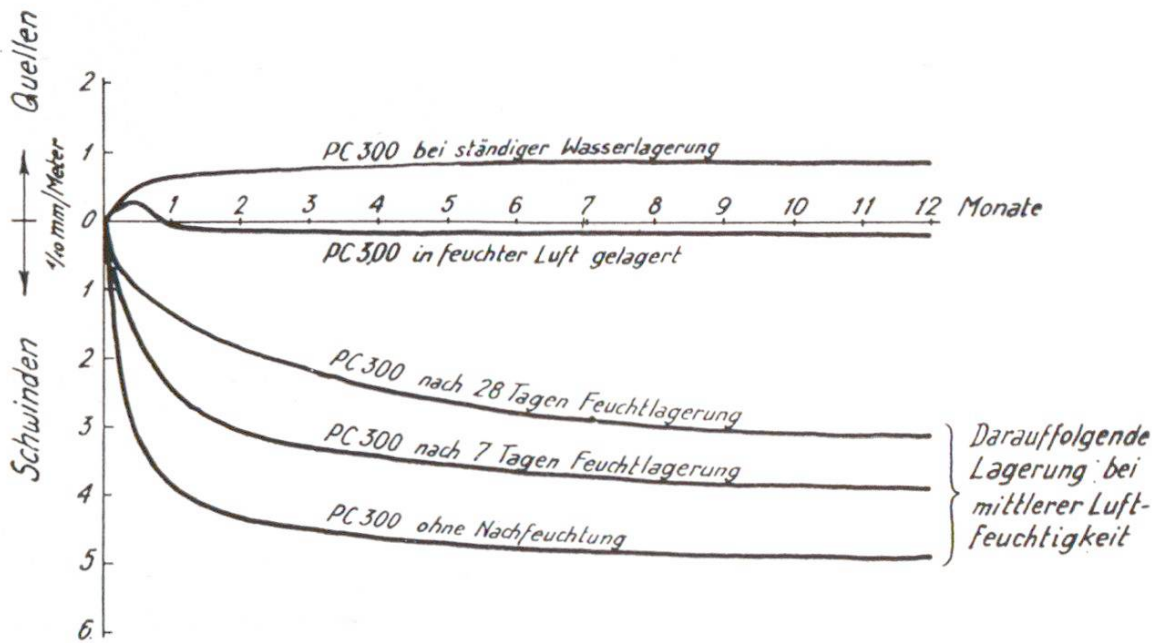 Quellen
1/10 mm/Meter
Schwinden
2
1
0
1
2
3
4
5
6
PC 300 bei ständiger Wasserlagerung
1 2 3 4 5 6 7 8 9 10 11 12 Monate
PC 300 in feuchter Luft gelagert
PC 300 nach 28 Tagen Feuchtlagerung
PC 300 nach 7 Tagen Feuchtlagerung
PC 300 ohne Nachfeuchtung
Darauffolgende
Lagerung bei
mittlerer Luft-
feuchtigkeit